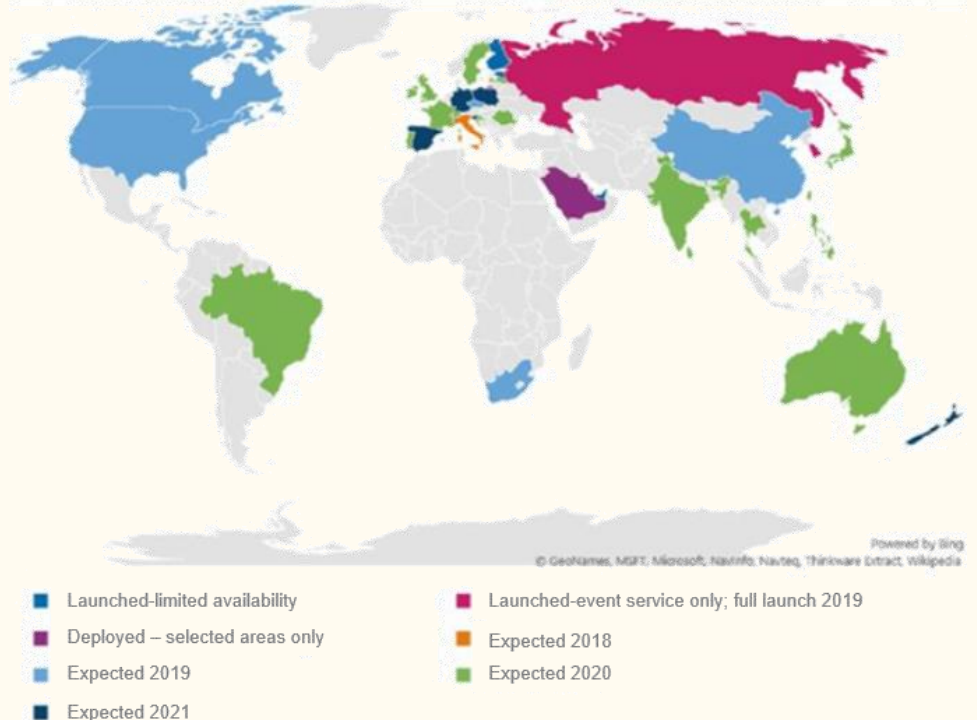 Powered by Bing
© GeoNames, MSFT, Microsoft, NavInfo, Navteq, Thinkware Extract, Wikipedia
Launched-limited availability
Launched-event service only; full launch 2019
Deployed – selected areas only
Expected 2018
Expected 2019
Expected 2020
Expected 2021